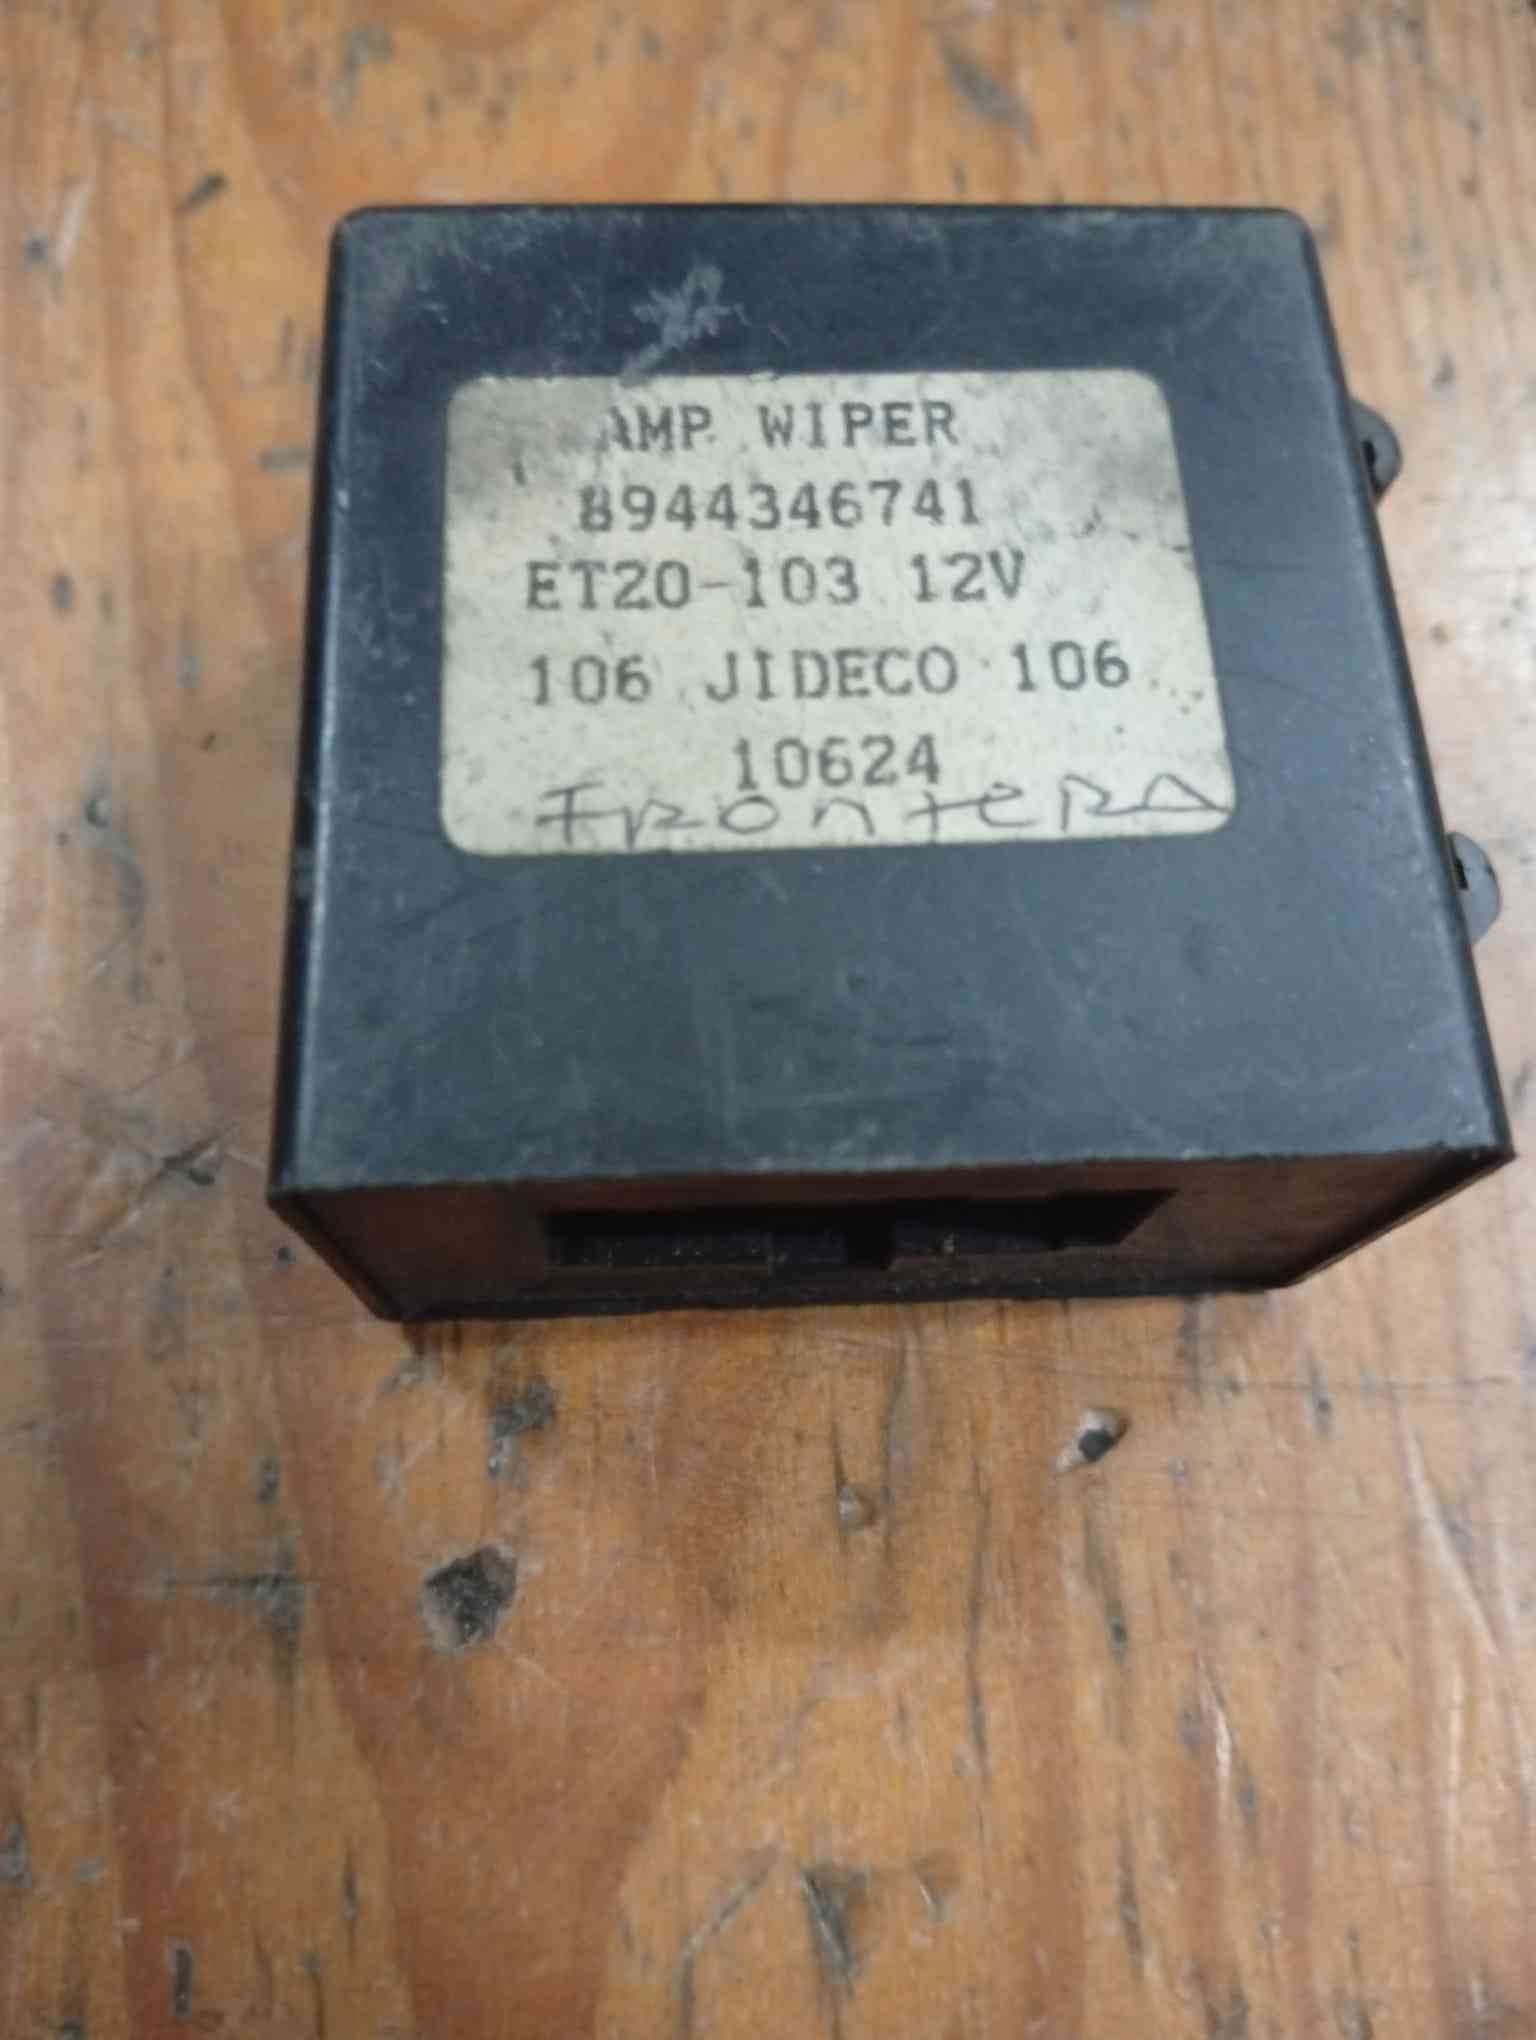 AMP WIPER
8944346741
ET20-103 12V
106 JIDECO 106
10624
FRONteRA